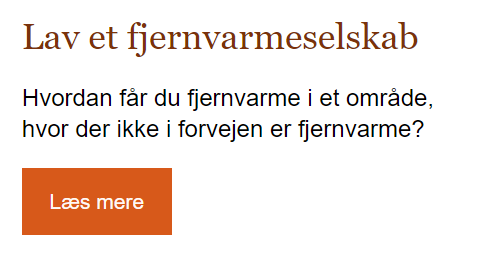 Lav et fjernvarmeselskab
Hvordan får du fjernvarme i et område,
hvor der ikke i forvejen er fjernvarme?
Læs mere